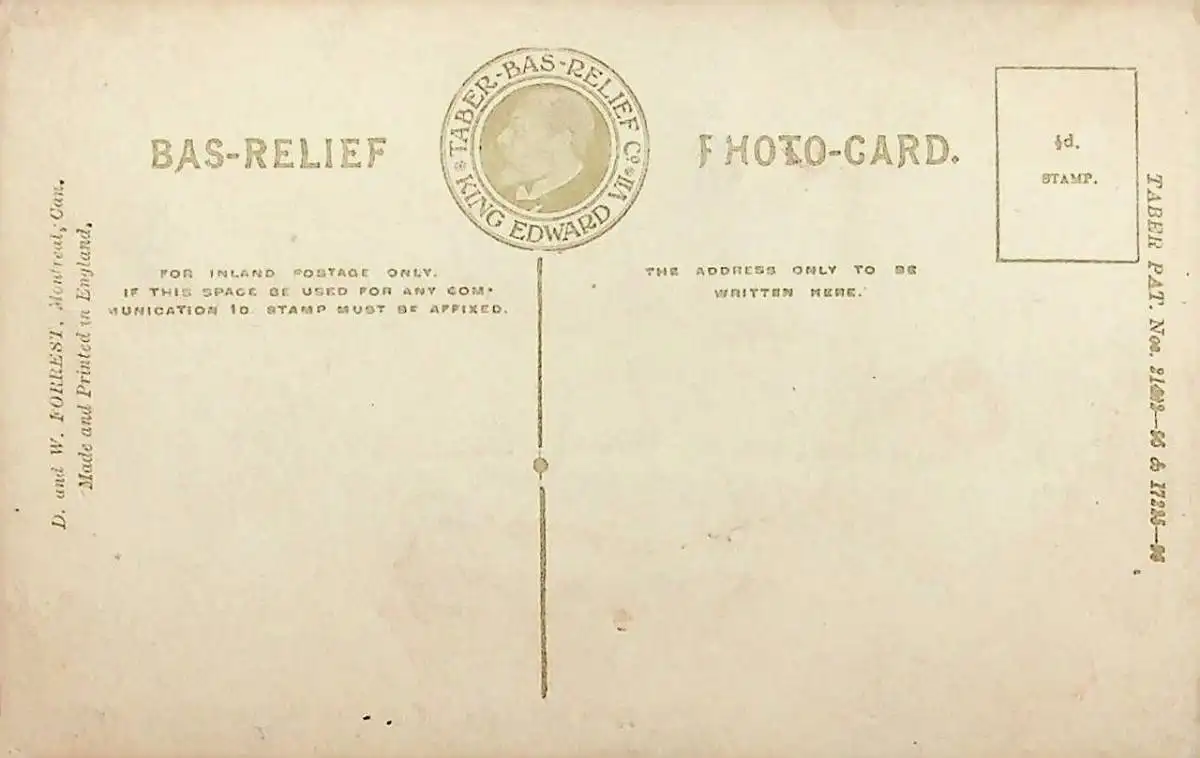 TABER-BAS-RELIEF Co
KING EDWARD VII
BAS-RELIEF PHOTO-CARD.
½d.
STAMP.
FOR INLAND POSTAGE ONLY.
IF THIS SPACE BE USED FOR ANY COM-
MUNICATION 1D. STAMP MUST BE AFFIXED.
THE ADDRESS ONLY TO BE
WRITTEN HERE.
D. and W. FORREST, Montreal, Can.
Made and Printed in England.
TABER PAT. Nos.